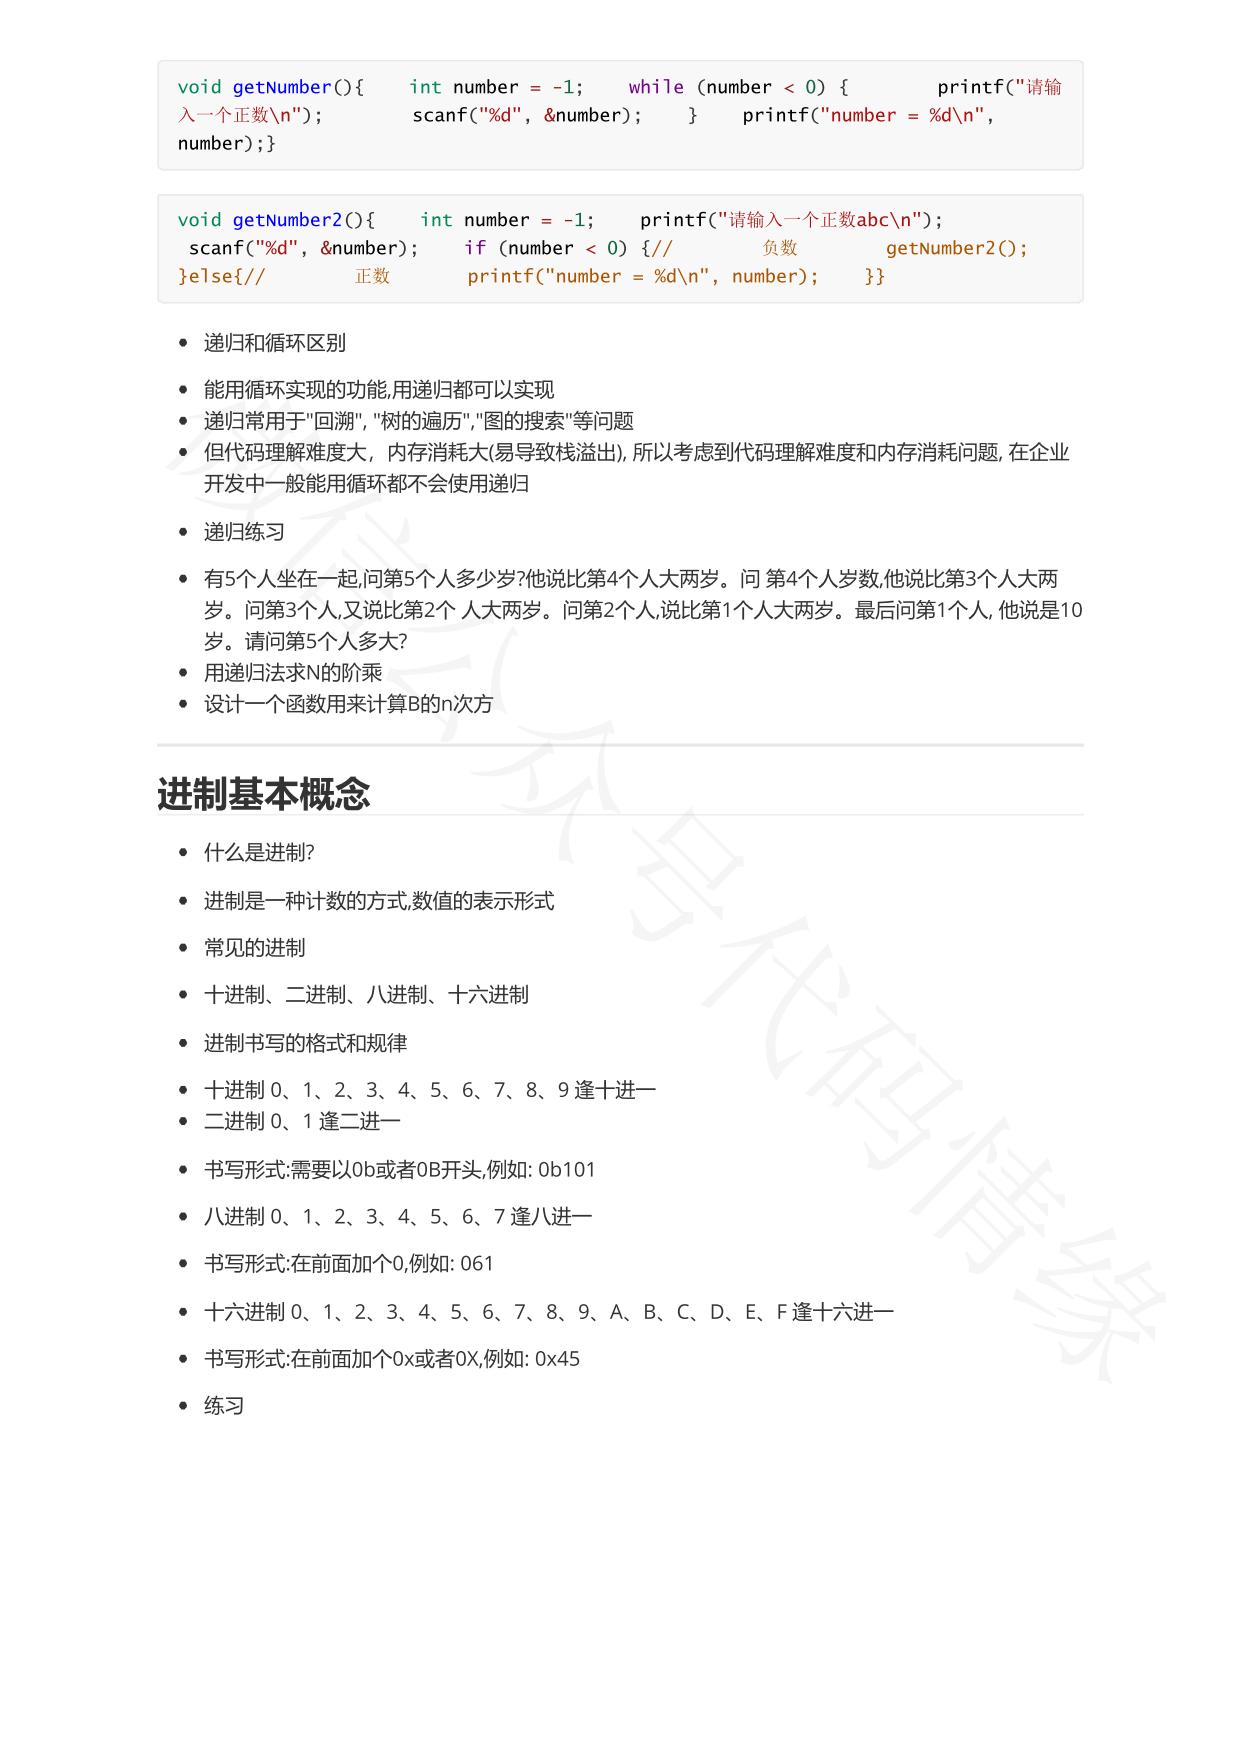 void getNumber(){    int number = -1;    while (number < 0) {        printf("请输
入一个正数\n");        scanf("%d", &number);    }    printf("number = %d\n",
number);}
void getNumber2(){    int number = -1;    printf("请输入一个正数abc\n");
 scanf("%d", &number);    if (number < 0) {//        负数        getNumber2();
}else{//        正数       printf("number = %d\n", number);    }}
• 递归和循环区别
• 能用循环实现的功能,用递归都可以实现
• 递归常用于"回溯", "树的遍历","图的搜索"等问题
• 但代码理解难度大，内存消耗大(易导致栈溢出), 所以考虑到代码理解难度和内存消耗问题, 在企业
开发中一般能用循环都不会使用递归
• 递归练习
• 有5个人坐在一起,问第5个人多少岁?他说比第4个人大两岁。问 第4个人岁数,他说比第3个人大两
岁。问第3个人,又说比第2个 人大两岁。问第2个人,说比第1个人大两岁。最后问第1个人, 他说是10
岁。请问第5个人多大?
• 用递归法求N的阶乘
• 设计一个函数用来计算B的n次方
进制基本概念
• 什么是进制?
• 进制是一种计数的方式,数值的表示形式
• 常见的进制
• 十进制、二进制、八进制、十六进制
• 进制书写的格式和规律
• 十进制 0、1、2、3、4、5、6、7、8、9 逢十进一
• 二进制 0、1 逢二进一
• 书写形式:需要以0b或者0B开头,例如: 0b101
• 八进制 0、1、2、3、4、5、6、7 逢八进一
• 书写形式:在前面加个0,例如: 061
• 十六进制 0、1、2、3、4、5、6、7、8、9、A、B、C、D、E、F 逢十六进一
• 书写形式:在前面加个0x或者0X,例如: 0x45
• 练习
微信公众号代码情缘